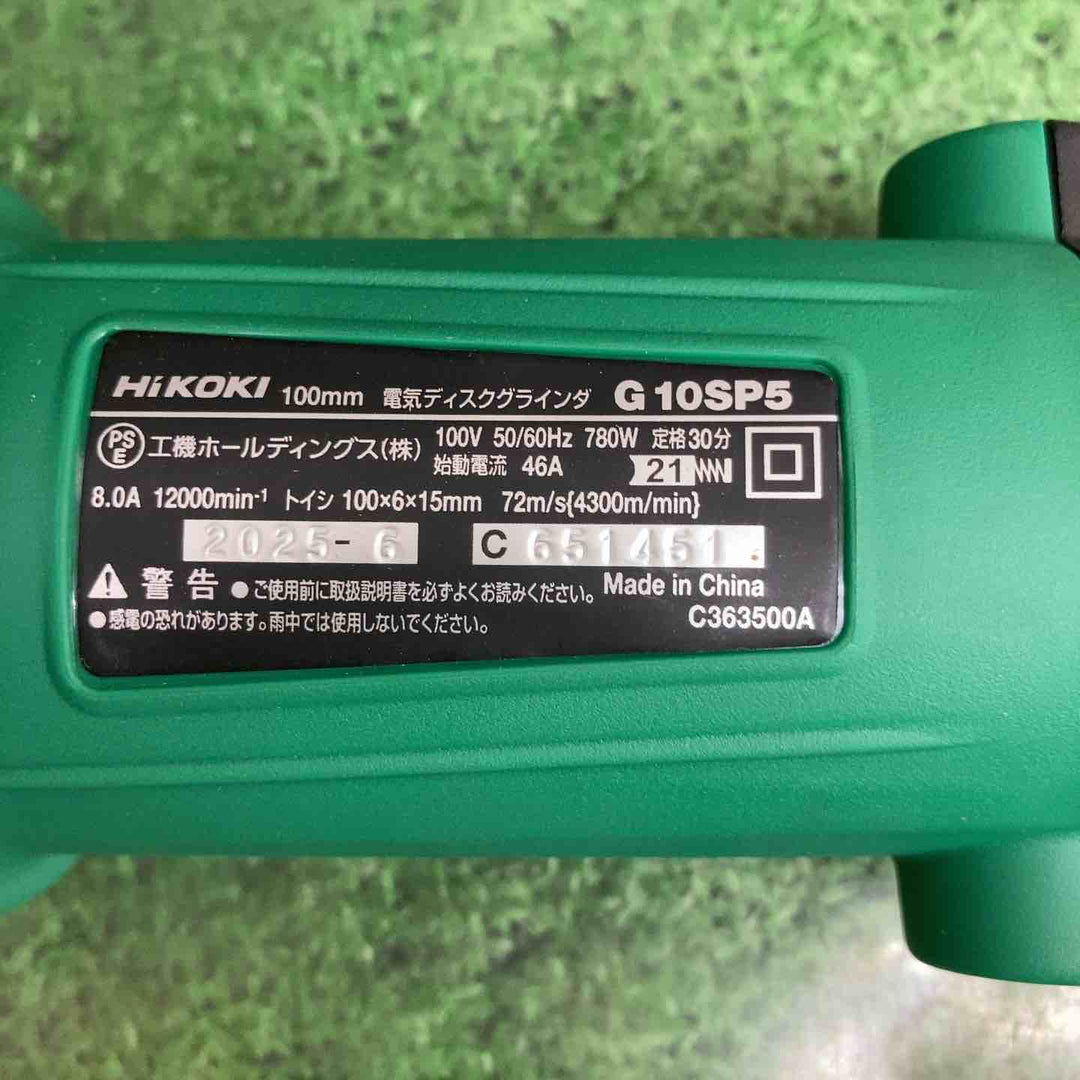 HiKOKI 100mm 電気ディスクグラインダ G 10SP5
PSE 工機ホールディングス(株) 100V 50/60Hz 780W 定格30分
始動電流 46A 21
8.0A 12000min⁻¹ トイシ 100×6×15mm 72m/s{4300m/min}
2025-6 C 651451.
警告 ●ご使用前に取扱説明書を必ずよくお読みください。 Made in China
●感電の恐れがあります。雨中では使用しないでください。 C363500A